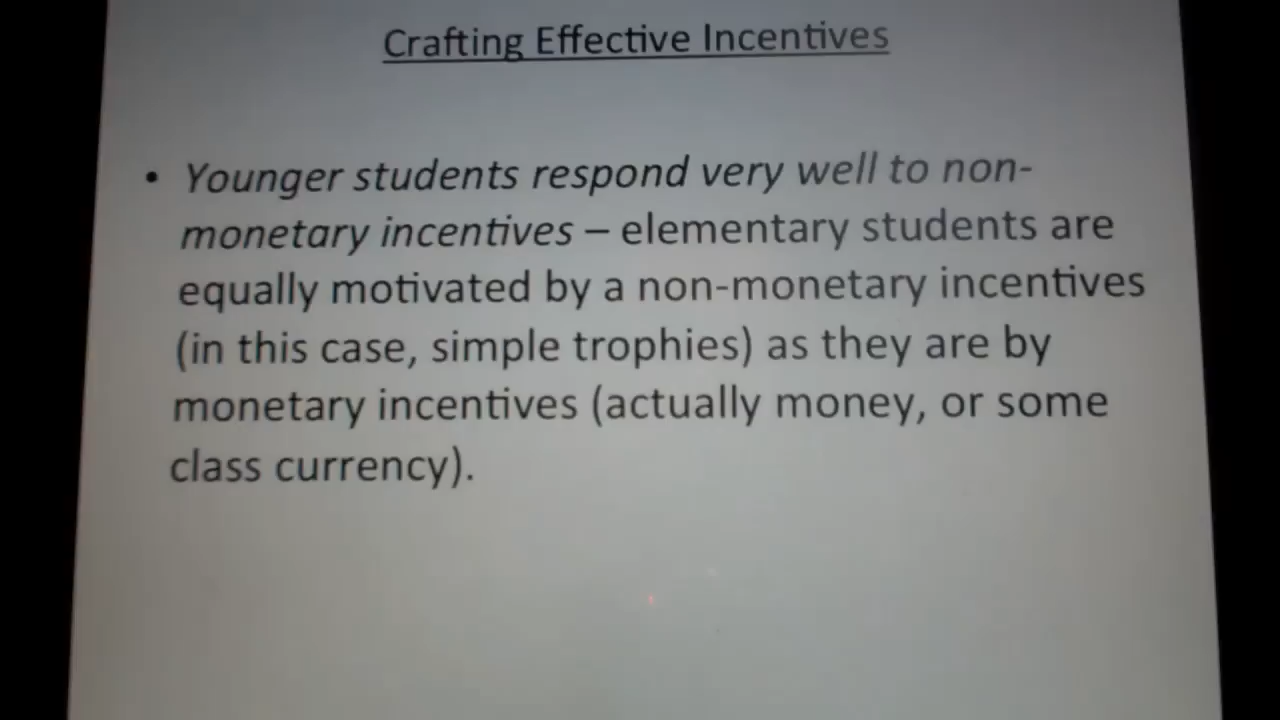 Crafting Effective Incentives
• Younger students respond very well to non-
monetary incentives – elementary students are
equally motivated by a non-monetary incentives
(in this case, simple trophies) as they are by
monetary incentives (actually money, or some
class currency).